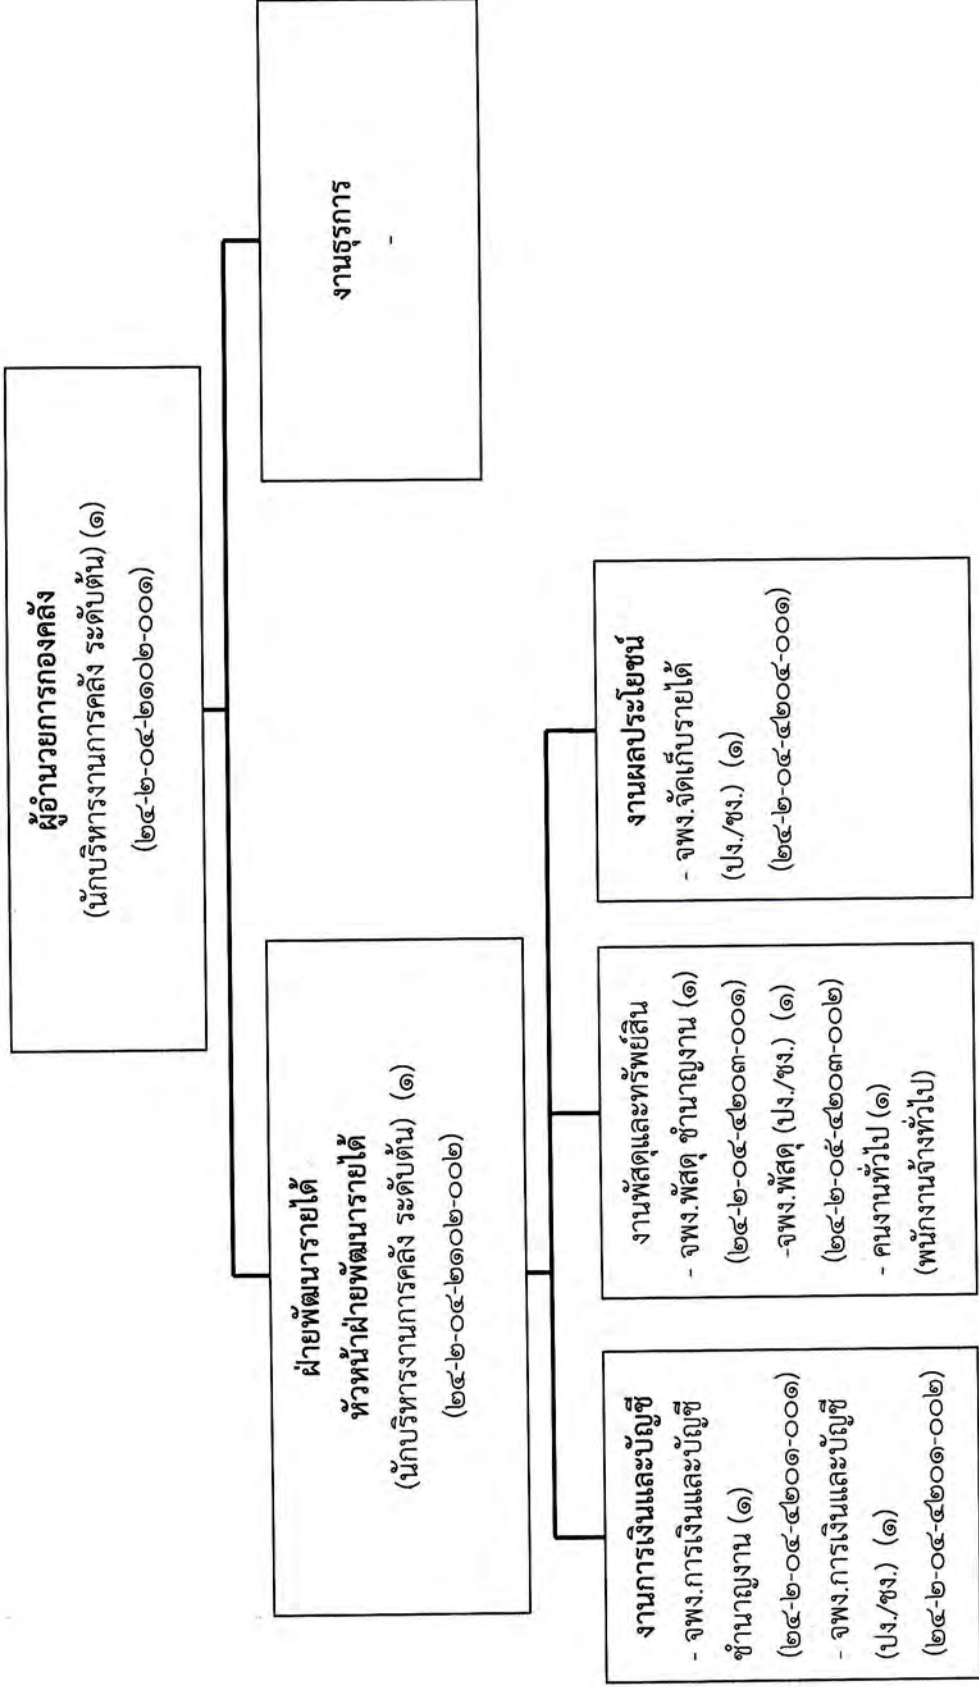 ผู้อำนวยการกองคลัง
(นักบริหารงานการคลัง ระดับต้น) (๑)
(๒๔-๒-๐๔-๒๑๐๒-๐๐๑)
ฝ่ายพัฒนารายได้
หัวหน้าฝ่ายพัฒนารายได้
(นักบริหารงานการคลัง ระดับต้น) (๑)
(๒๔-๒-๐๔-๒๑๐๒-๐๐๒)
งานธุรการ
-
งานการเงินและบัญชี
- จพง.การเงินและบัญชี
ชำนาญงาน (๑)
(๒๔-๒-๐๔-๔๒๐๑-๐๐๑)
- จพง.การเงินและบัญชี
(ปง./ชง.) (๑)
(๒๔-๒-๐๔-๔๒๐๑-๐๐๒)
งานพัสดุและทรัพย์สิน
- จพง.พัสดุ ชำนาญงาน (๑)
(๒๔-๒-๐๔-๔๒๐๓-๐๐๑)
-จพง.พัสดุ (ปง./ชง.) (๑)
(๒๔-๒-๐๔-๔๒๐๓-๐๐๒)
- คนงานทั่วไป (๑)
(พนักงานจ้างทั่วไป)
งานผลประโยชน์
- จพง.จัดเก็บรายได้
(ปง./ชง.) (๑)
(๒๔-๒-๐๔-๔๒๐๔-๐๐๑)